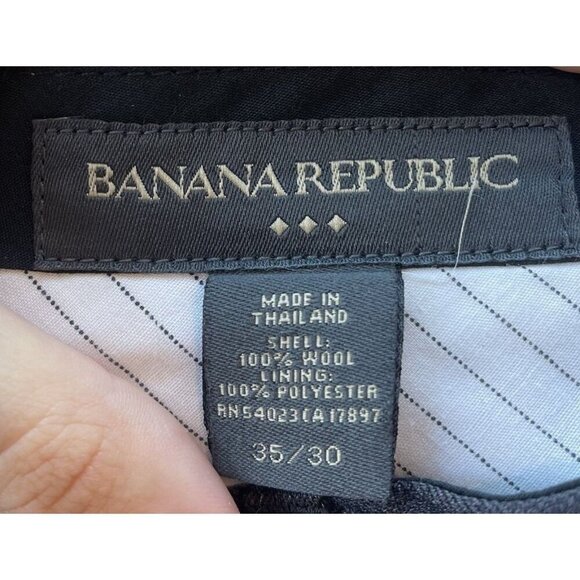 BANANA REPUBLIC
MADE IN
THAILAND
SHELL:
100% WOOL
LINING:
100% POLYESTER
RN54023CA17897
35/30